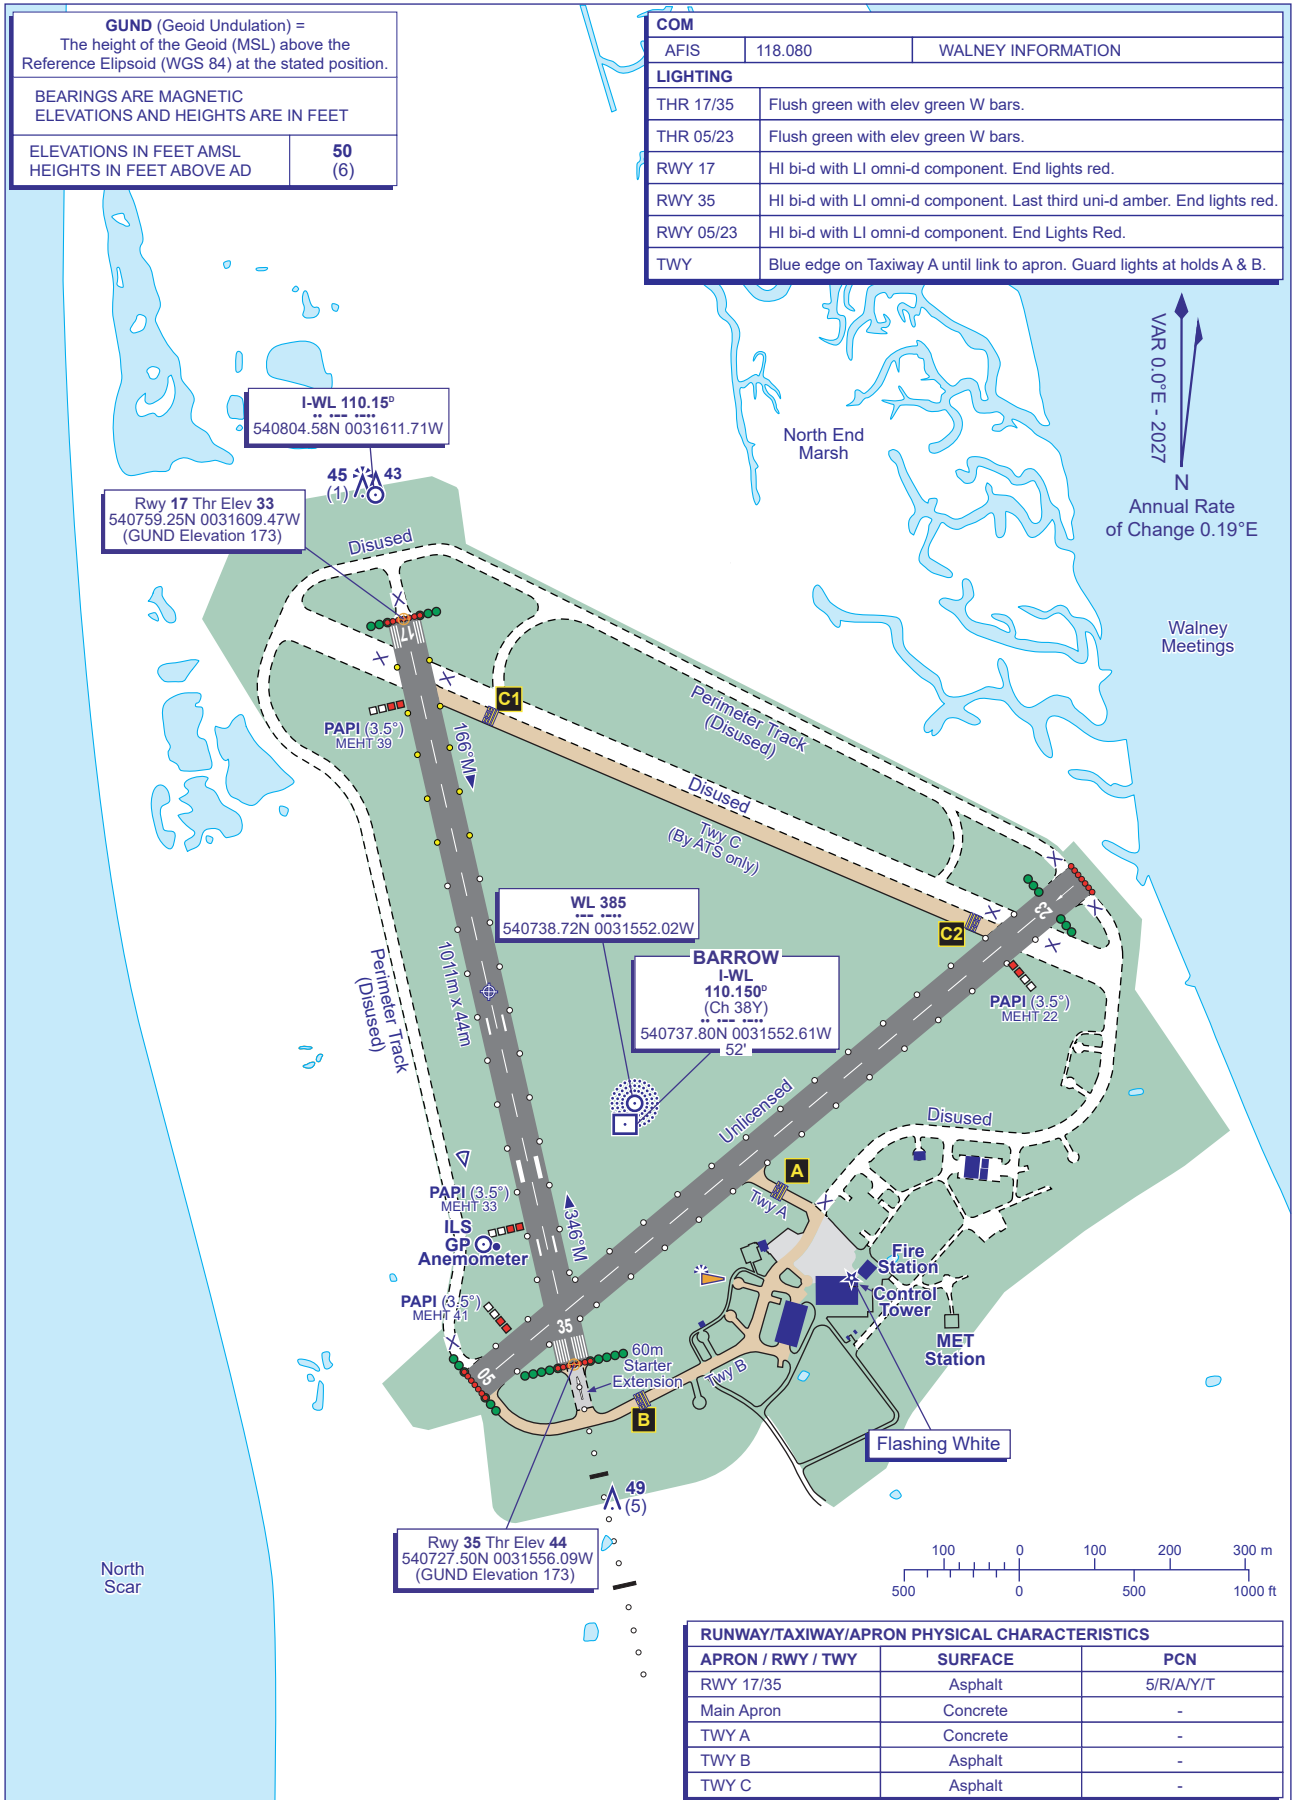 GUND (Geoid Undulation) =
The height of the Geoid (MSL) above the
Reference Elipsoid (WGS 84) at the stated position.
BEARINGS ARE MAGNETIC
ELEVATIONS AND HEIGHTS ARE IN FEET
ELEVATIONS IN FEET AMSL 50
HEIGHTS IN FEET ABOVE AD (6)
COM
AFIS 118.080 WALNEY INFORMATION
LIGHTING
THR 17/35 Flush green with elev green W bars.
THR 05/23 Flush green with elev green W bars.
RWY 17 HI bi-d with LI omni-d component. End lights red.
RWY 35 HI bi-d with LI omni-d component. Last third uni-d amber. End lights red.
RWY 05/23 HI bi-d with LI omni-d component. End Lights Red.
TWY Blue edge on Taxiway A until link to apron. Guard lights at holds A & B.
VAR 0.0°E - 2027
N
Annual Rate
of Change 0.19°E
I-WL 110.15ᴰ
•• •–– •–••
540804.58N 0031611.71W
North End
Marsh
45
(1)
43
Rwy 17 Thr Elev 33
540759.25N 0031609.47W
(GUND Elevation 173)
Disused
17
Walney
Meetings
C1
PAPI (3.5°)
MEHT 39
166°M
Perimeter Track
(Disused)
Disused
Twy C
(By ATS only)
WL 385
•–– •–••
540738.72N 0031552.02W
23
C2
BARROW
I-WL
110.150ᴰ
(Ch 38Y)
•• •–– •–••
540737.80N 0031552.61W
52'
1011m x 44m
Perimeter Track
(Disused)
PAPI (3.5°)
MEHT 22
Unlicensed
Disused
A
Twy A
PAPI (3.5°)
MEHT 33
346°M
ILS
GP
Anemometer
Fire
Station
Control
Tower
PAPI (3.5°)
MEHT 41
35
MET
Station
60m
Starter
Extension
05
Twy B
B
Flashing White
49
(5)
Rwy 35 Thr Elev 44
540727.50N 0031556.09W
(GUND Elevation 173)
North
Scar
100 0 100 200 300 m
500 0 500 1000 ft
RUNWAY/TAXIWAY/APRON PHYSICAL CHARACTERISTICS
APRON / RWY / TWY SURFACE PCN
RWY 17/35 Asphalt 5/R/A/Y/T
Main Apron Concrete -
TWY A Concrete -
TWY B Asphalt -
TWY C Asphalt -